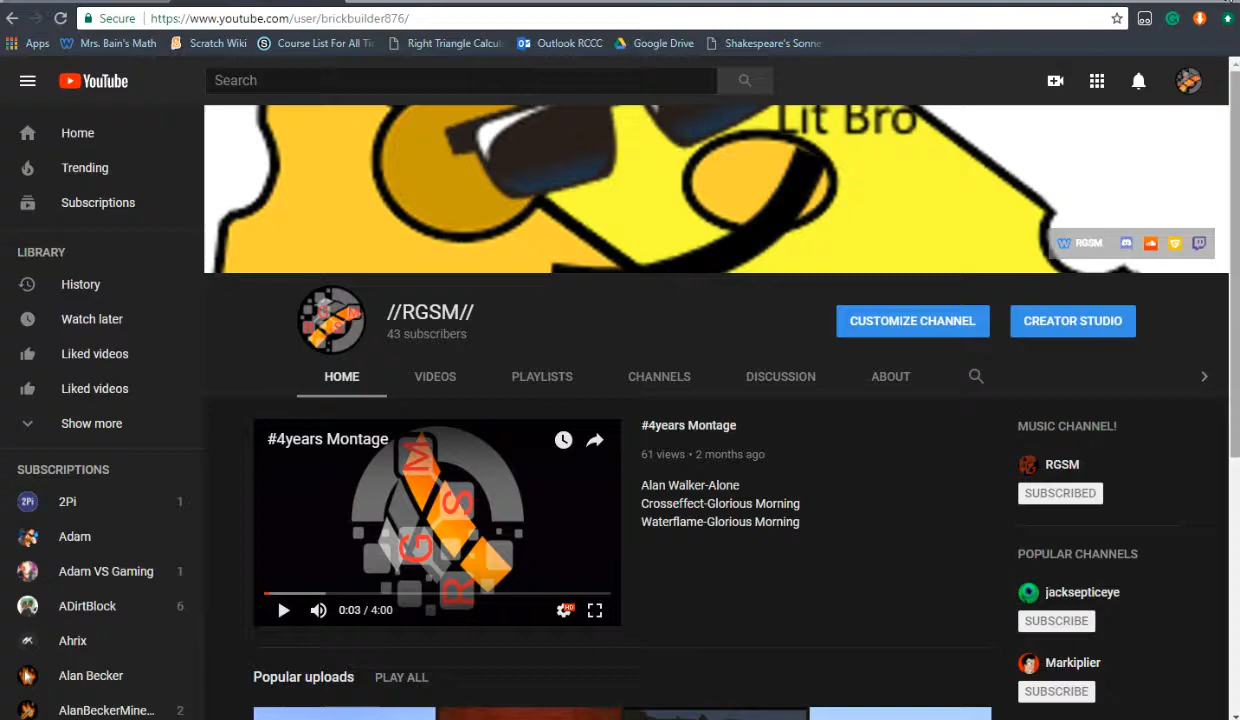 Secure https://www.youtube.com/user/brickbuilder876/
Apps Mrs. Bain's Math Scratch Wiki Course List For All Tic Right Triangle Calcu Outlook RCCC Google Drive Shakespeare's Sonne
YouTube
Search
Home
Trending
Subscriptions
LIBRARY
History
Watch later
Liked videos
Liked videos
Show more
SUBSCRIPTIONS
2Pi
2Pi 1
Adam
Adam VS Gaming 1
ADirtBlock 6
Ahrix
Alan Becker
AlanBeckerMine... 2
Lit Bro
RGSM
//RGSM//
43 subscribers
CUSTOMIZE CHANNEL
CREATOR STUDIO
HOME VIDEOS PLAYLISTS CHANNELS DISCUSSION ABOUT
#4years Montage
M
S
G
R
0:03 / 4:00
HD
#4years Montage
61 views • 2 months ago
Alan Walker-Alone
Crosseffect-Glorious Morning
Waterflame-Glorious Morning
MUSIC CHANNEL!
RGSM
SUBSCRIBED
POPULAR CHANNELS
jacksepticeye
SUBSCRIBE
Markiplier
SUBSCRIBE
Popular uploads PLAY ALL